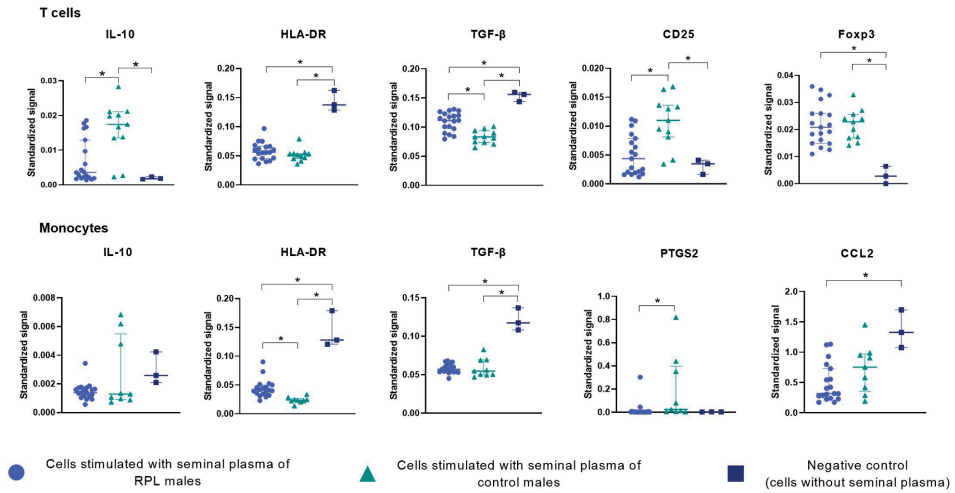 T cells
IL-10
HLA-DR
TGF-β
CD25
Foxp3
Standardized signal
0.03
0.02
0.01
0.00
*
*
Standardized signal
0.20
0.15
0.10
0.05
0.00
*
*
Standardized signal
0.20
0.15
0.10
0.05
0.00
*
*
*
Standardized signal
0.020
0.015
0.010
0.005
0.000
*
*
Standardized signal
0.04
0.03
0.02
0.01
0.00
*
*
Monocytes
IL-10
HLA-DR
TGF-β
PTGS2
CCL2
Standardized signal
0.008
0.006
0.004
0.002
0.000
Standardized signal
0.20
0.15
0.10
0.05
0.00
*
*
*
Standardized signal
0.15
0.10
0.05
0.00
*
*
Standardized signal
1.0
0.8
0.6
0.4
0.2
0.0
*
Standardized signal
2.0
1.5
1.0
0.5
0.0
*
Cells stimulated with seminal plasma of
RPL males
Cells stimulated with seminal plasma of
control males
Negative control
(cells without seminal plasma)